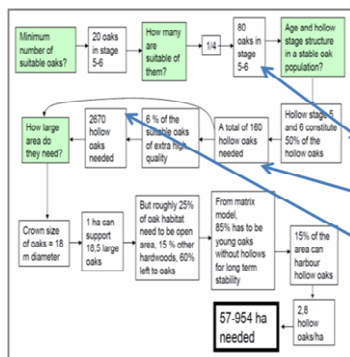 Minimum
number of
suitable oaks?
20 oaks
in stage
5-6
How many
are
suitable of
them?
1/4
80
oaks in
stage
5-6
Age and hollow
stage structure
in a stable oak
population?
Hollow stage 5
and 6 constitute
50% of the
hollow oaks
A total of 160
hollow oaks
needed
6 % of the
suitable oaks
of extra high
quality
2670
hollow
oaks
needed
How large
area do
they need?
Crown size
of oaks = 18
m diameter
1 ha can
support
18,5 large
oaks
But roughly 25%
of oak habitat
need to be open
area, 15 % other
hardwoods, 60%
left to oaks
From matrix
model,
85% has to be
young oaks
without hollows
for long term
stability
15% of the
area can
harbour
hollow oaks
2,8
hollow
oaks/ha
57-954 ha
needed